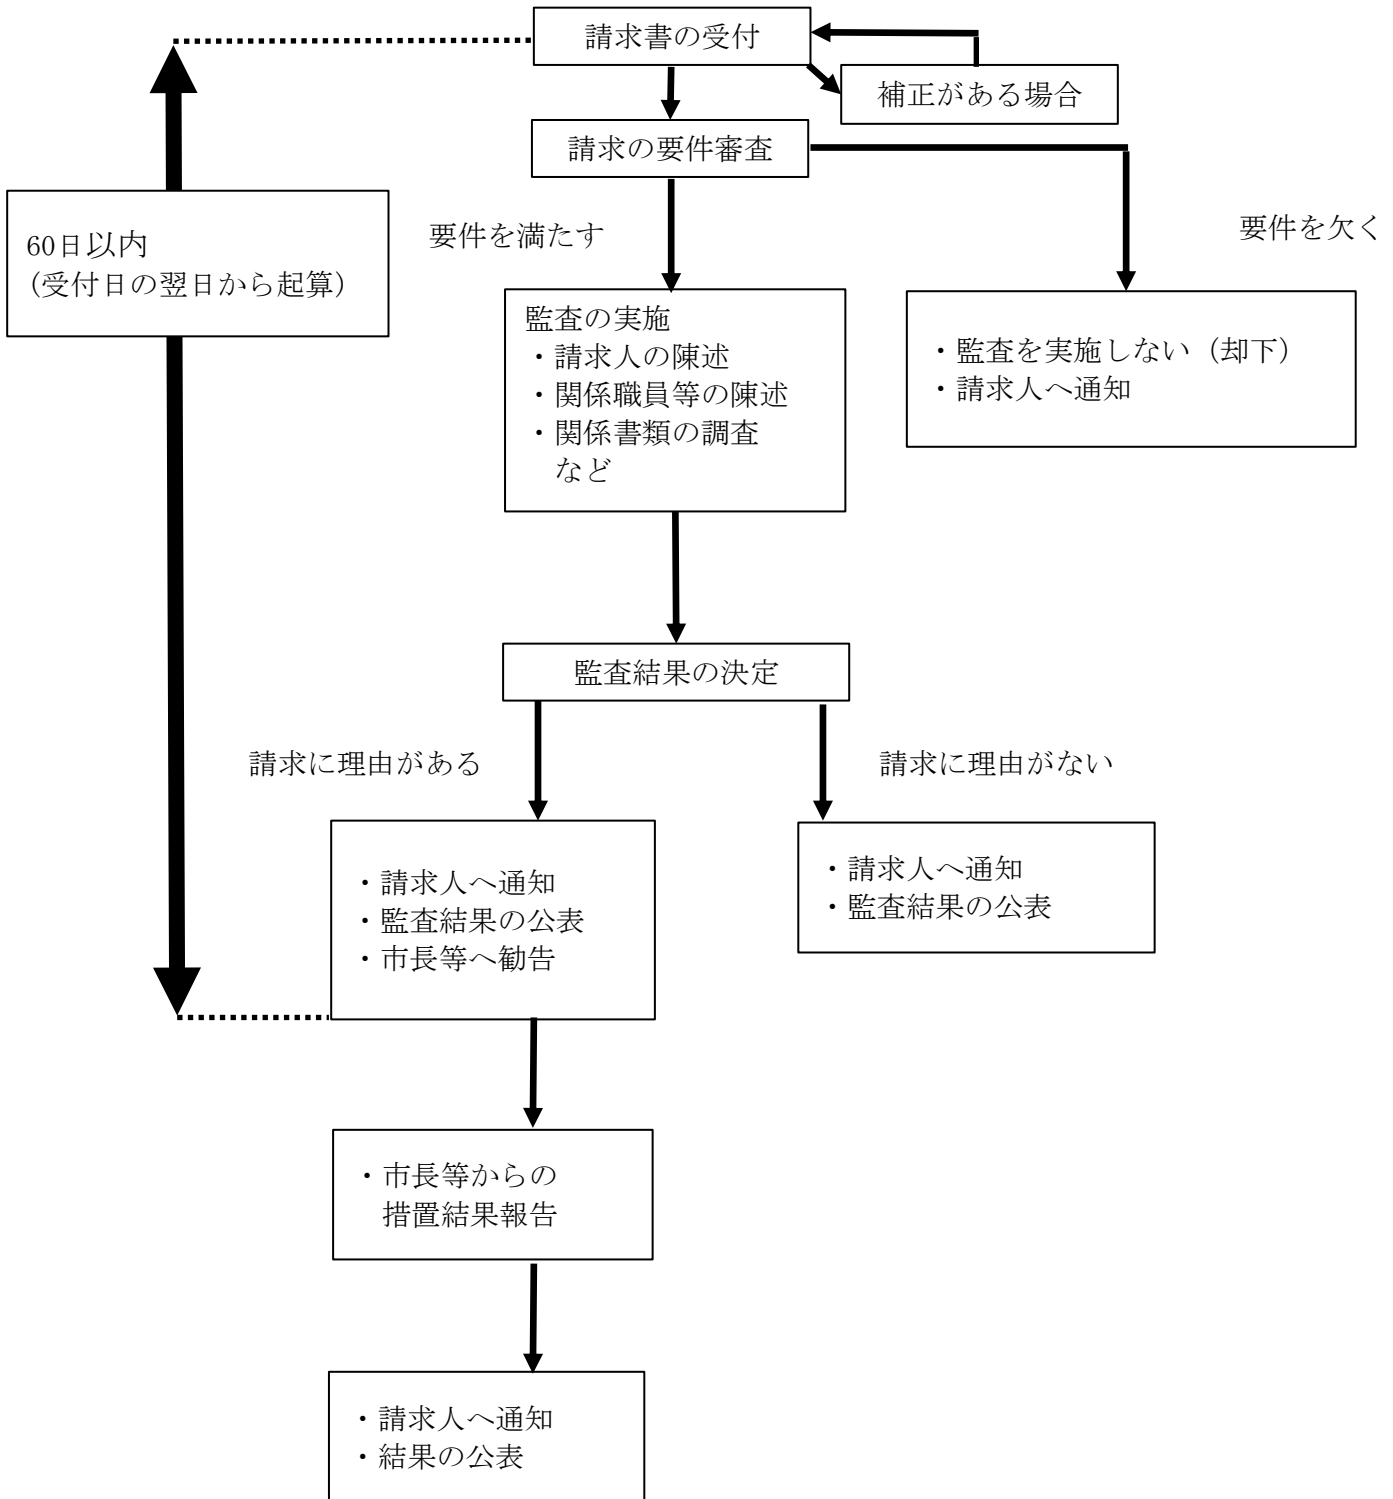 請求書の受付
補正がある場合
請求の要件審査
60日以内
(受付日の翌日から起算)
要件を満たす
要件を欠く
監査の実施
・請求人の陳述
・関係職員等の陳述
・関係書類の調査
など
・監査を実施しない(却下)
・請求人へ通知
監査結果の決定
請求に理由がある
請求に理由がない
・請求人へ通知
・監査結果の公表
・市長等へ勧告
・請求人へ通知
・監査結果の公表
・市長等からの
措置結果報告
・請求人へ通知
・結果の公表